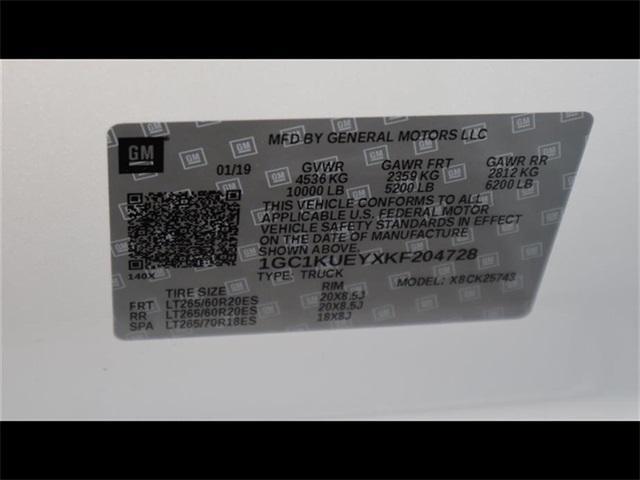 GM
MFD BY GENERAL MOTORS LLC
01/19 GVWR GAWR FRT GAWR RR
4536 KG 2359 KG 2812 KG
10000 LB 5200 LB 6200 LB
THIS VEHICLE CONFORMS TO ALL
APPLICABLE U.S. FEDERAL MOTOR
VEHICLE SAFETY STANDARDS IN EFFECT
ON THE DATE OF MANUFACTURE
SHOWN ABOVE.
1GC1KUEYXKF204728
140X TYPE: TRUCK MODEL:
TIRE SIZE RIM
FRT LT265/60R20ES 20X8.5J
RR LT265/60R20ES 20X8.5J
SPA LT265/70R18ES 18X8J